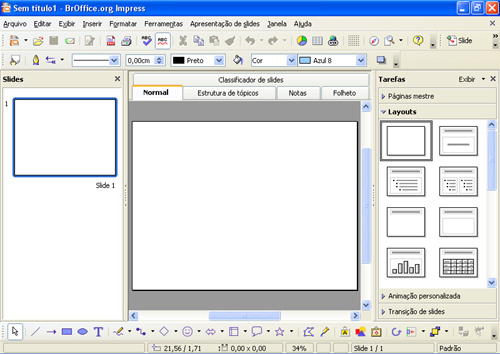 Sem título1 - BrOffice.org Impress
Arquivo Editar Exibir Inserir Formatar Ferramentas Apresentação de slides Janela Ajuda
Slide
0,00cm Preto Cor Azul 8
Slides
1
Slide 1
Classificador de slides
Normal Estrutura de tópicos Notas Folheto
Tarefas Exibir
Páginas mestre
Layouts
Animação personalizada
Transição de slides
T
21,56 / 1,71 0,00 x 0,00 34% Slide 1 / 1 Padrão